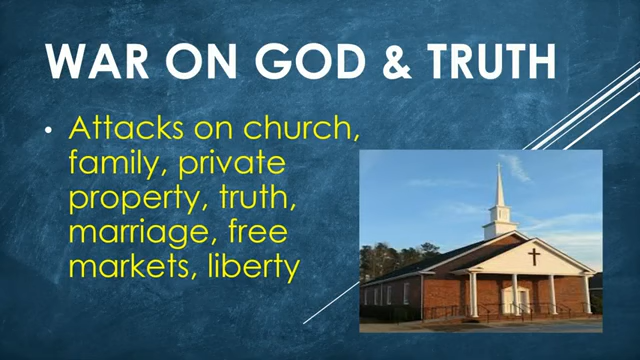 WAR ON GOD & TRUTH
• Attacks on church,
family, private
property, truth,
marriage, free
markets, liberty